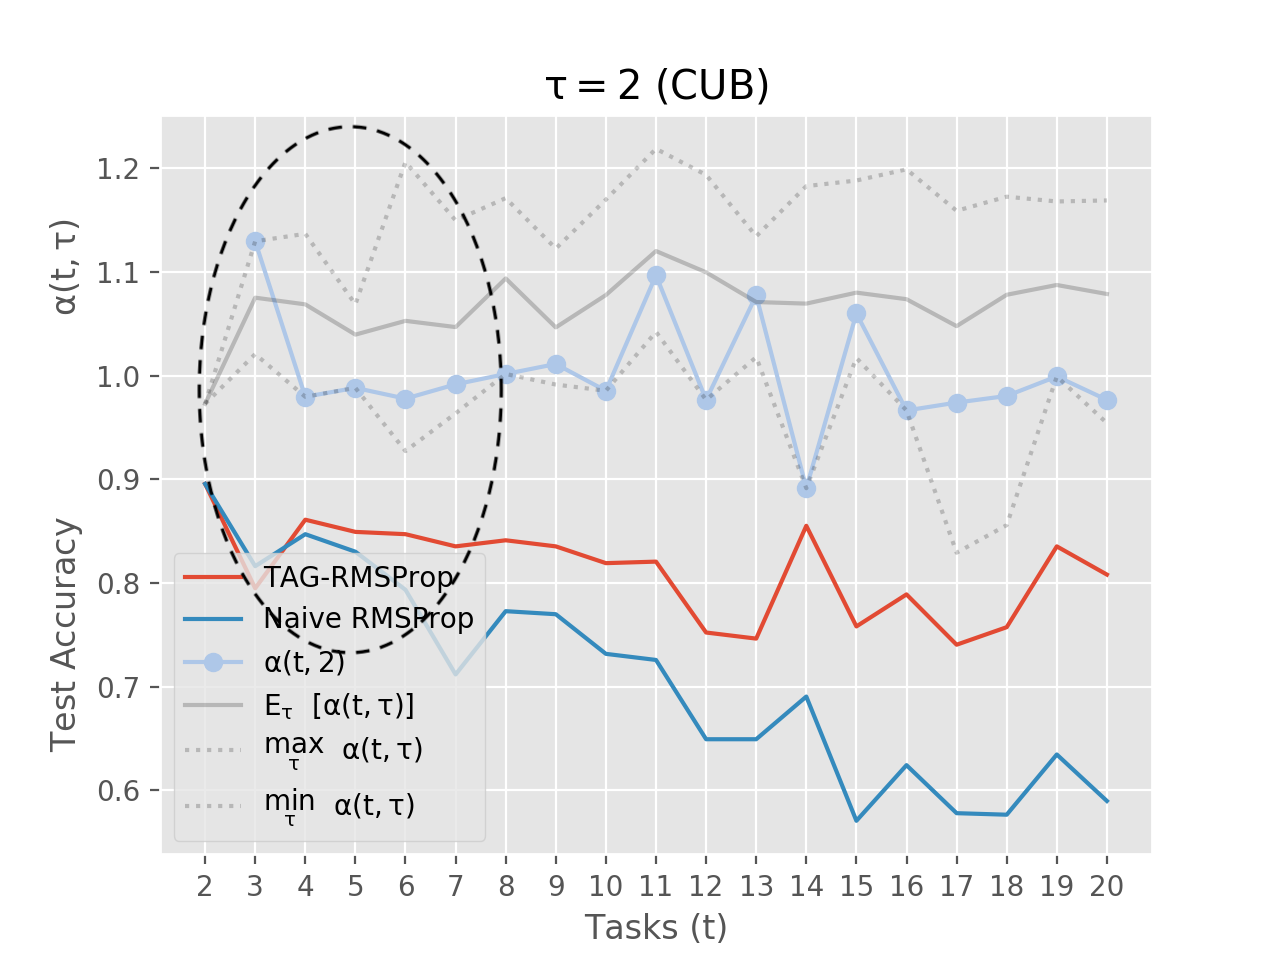 τ = 2 (CUB)
α(t, τ)
Test Accuracy
1.2
1.1
1.0
0.9
0.8
0.7
0.6
TAG-RMSProp
Naive RMSProp
α(t, 2)
Eτ [α(t, τ)]
max α(t, τ)
τ
min α(t, τ)
τ
2 3 4 5 6 7 8 9 10 11 12 13 14 15 16 17 18 19 20
Tasks (t)